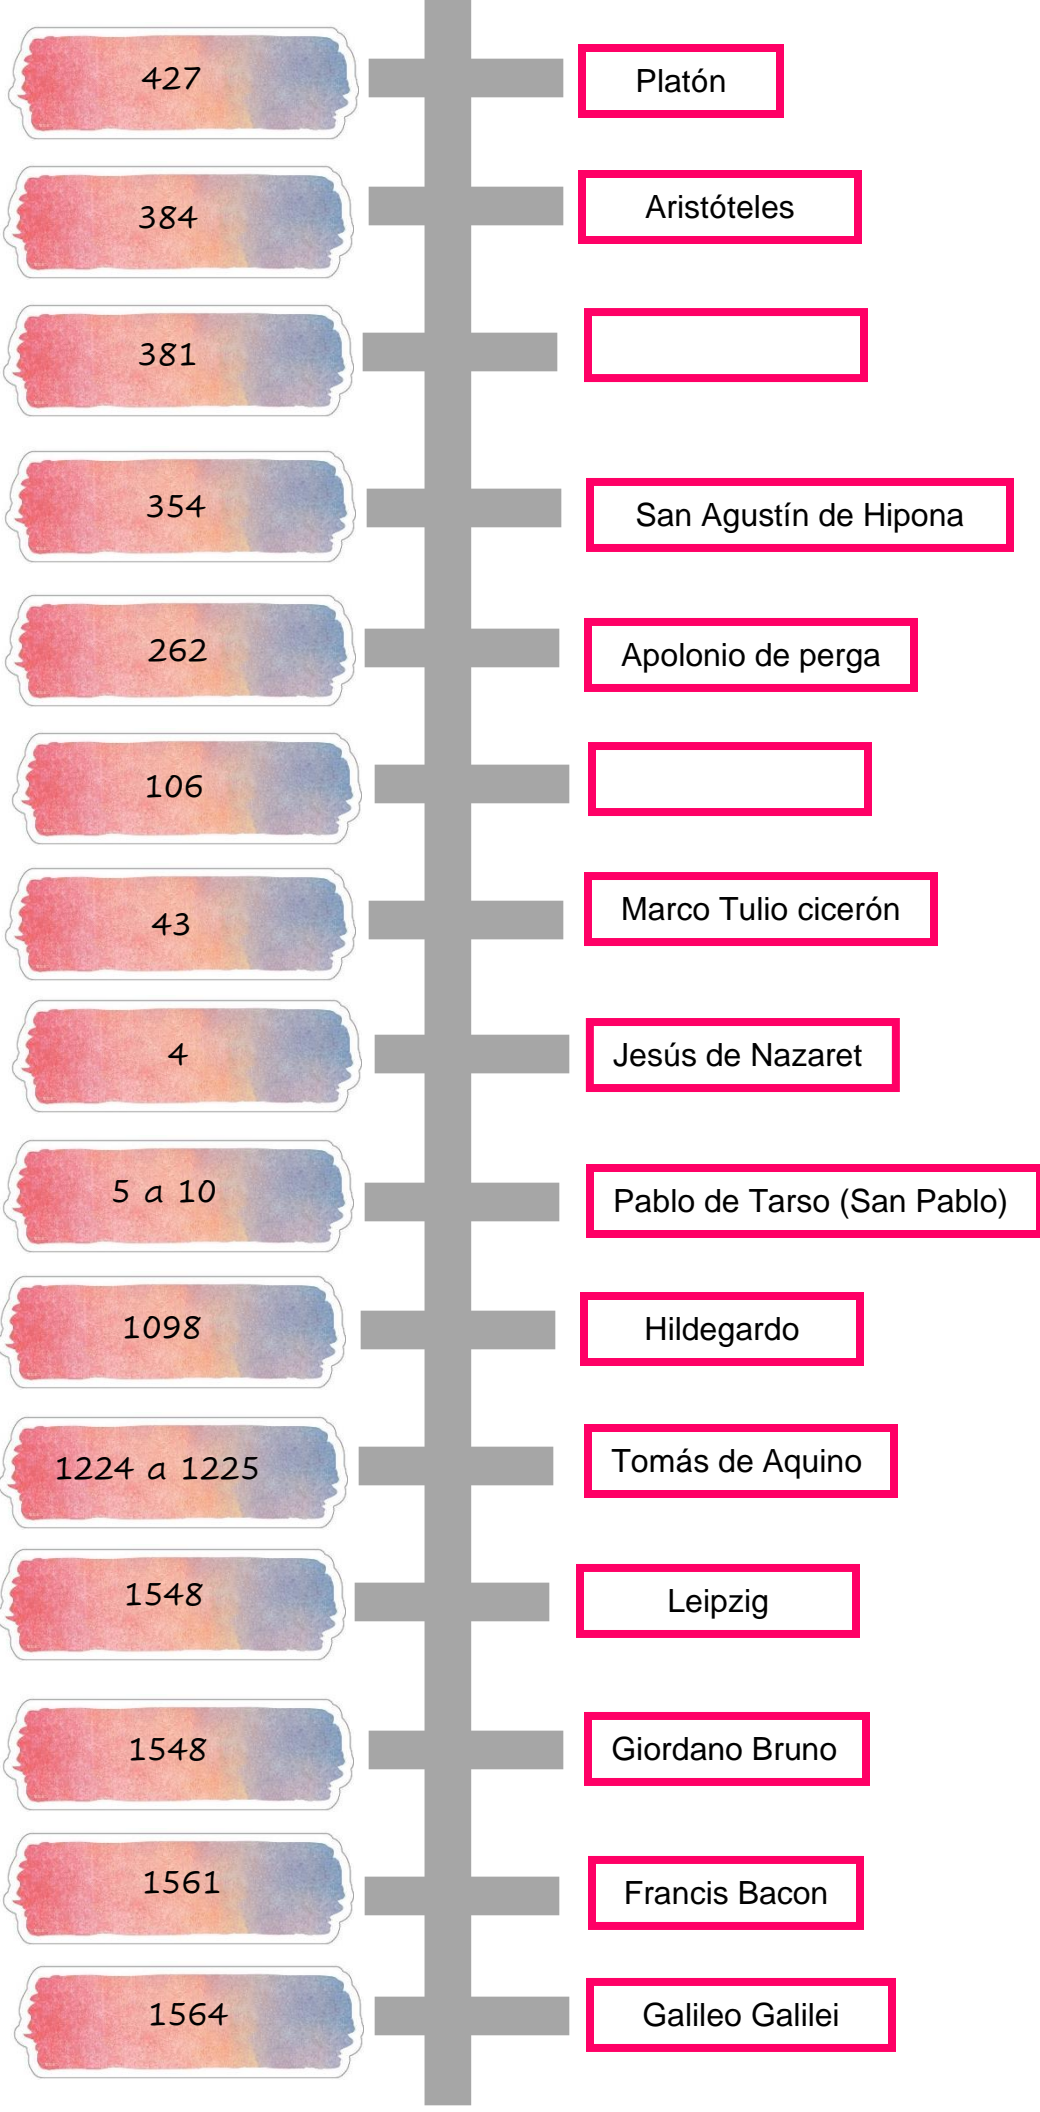 427
Platón
384
Aristóteles
381
354
San Agustín de Hipona
262
Apolonio de perga
106
43
Marco Tulio cicerón
4
Jesús de Nazaret
5 a 10
Pablo de Tarso (San Pablo)
1098
Hildegardo
1224 a 1225
Tomás de Aquino
1548
Leipzig
1548
Giordano Bruno
1561
Francis Bacon
1564
Galileo Galilei